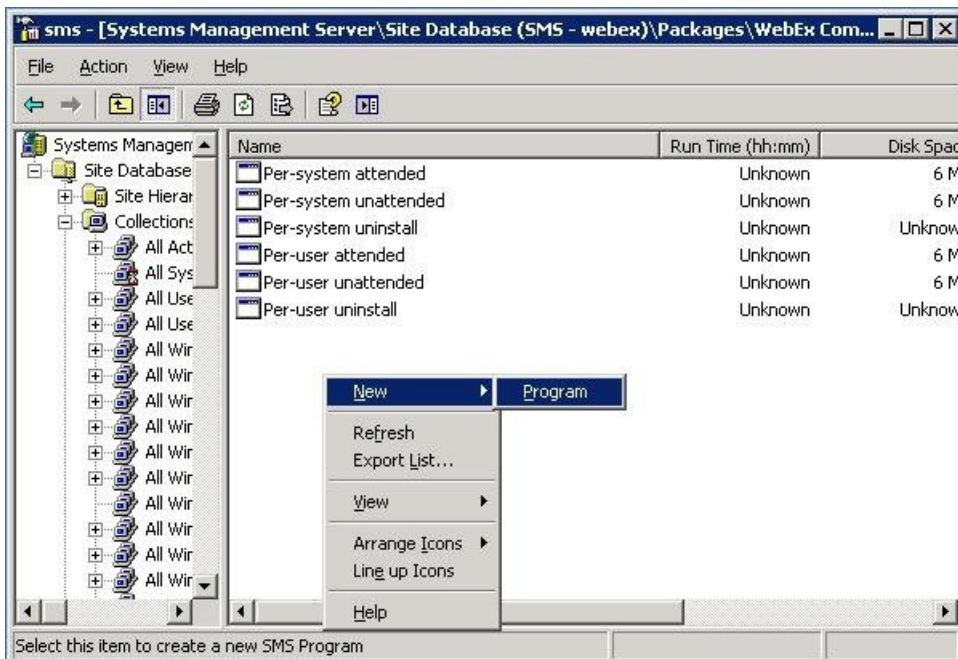 sms - [Systems Management Server\Site Database (SMS - webex)\Packages\WebEx Com...
File Action View Help
Systems Managem
Site Database
Site Hierar
Collections
All Act
All Sys
All Use
All Use
All Wir
All Wir
All Wir
All Wir
All Wir
All Wir
All Wir
All Wir
All Wir
All Wir
Name Run Time (hh:mm) Disk Spac
Per-system attended Unknown 6 M
Per-system unattended Unknown 6 M
Per-system uninstall Unknown Unknow
Per-user attended Unknown 6 M
Per-user unattended Unknown 6 M
Per-user uninstall Unknown Unknow
New Program
Refresh
Export List...
View
Arrange Icons
Line up Icons
Help
Select this item to create a new SMS Program